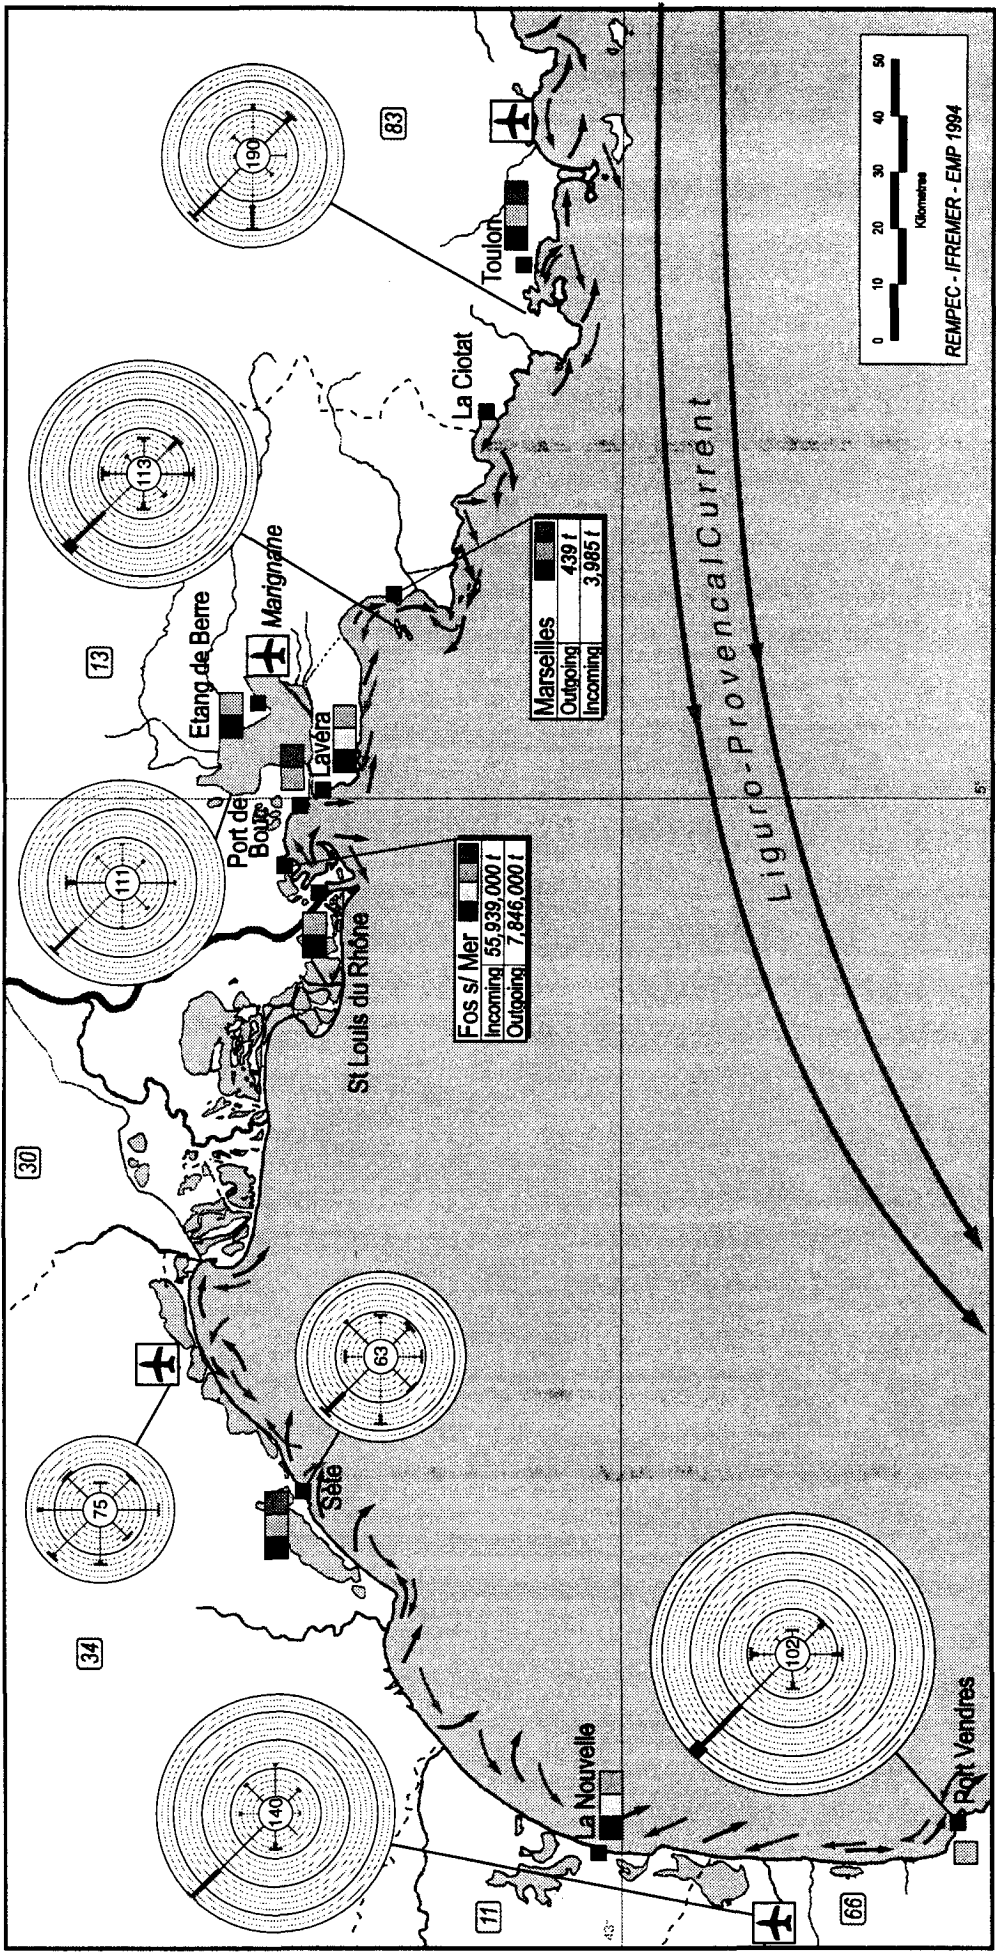 30
13
83
34
11
66
75
111
113
190
140
63
102
Etang de Berre
Marignane
Port de
Bouc
Lavéra
St Louis du Rhône
Toulon
La Ciotat
Sète
La Nouvelle
Port Vendres
Fos s/ Mer
Incoming 55,939,000 t
Outgoing 7,846,000 t
Marseilles
Outgoing 439 t
Incoming 3,985 t
Liguro-Provencal Current
43°
5°
0 10 20 30 40 50
Kilometres
REMPEC - IFREMER - EMP 1994